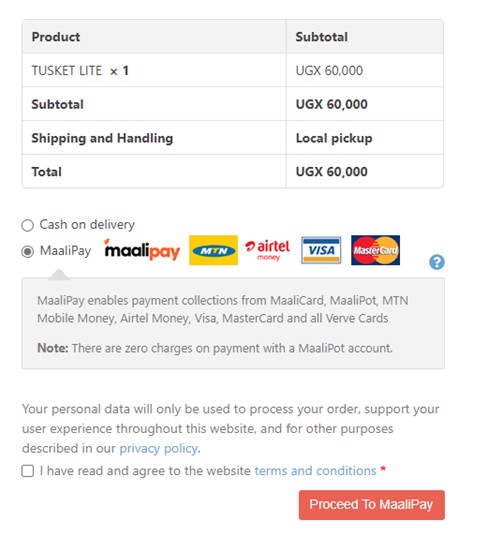 Product Subtotal
TUSKET LITE × 1 UGX 60,000
Subtotal UGX 60,000
Shipping and Handling Local pickup
Total UGX 60,000
Cash on delivery
MaaliPay maalipay MTN airtel money VISA MasterCard
?
MaaliPay enables payment collections from MaaliCard, MaaliPot, MTN
Mobile Money, Airtel Money, Visa, MasterCard and all Verve Cards
Note: There are zero charges on payment with a MaaliPot account.
Your personal data will only be used to process your order, support your
user experience throughout this website, and for other purposes
described in our privacy policy.
I have read and agree to the website terms and conditions *
Proceed To MaaliPay